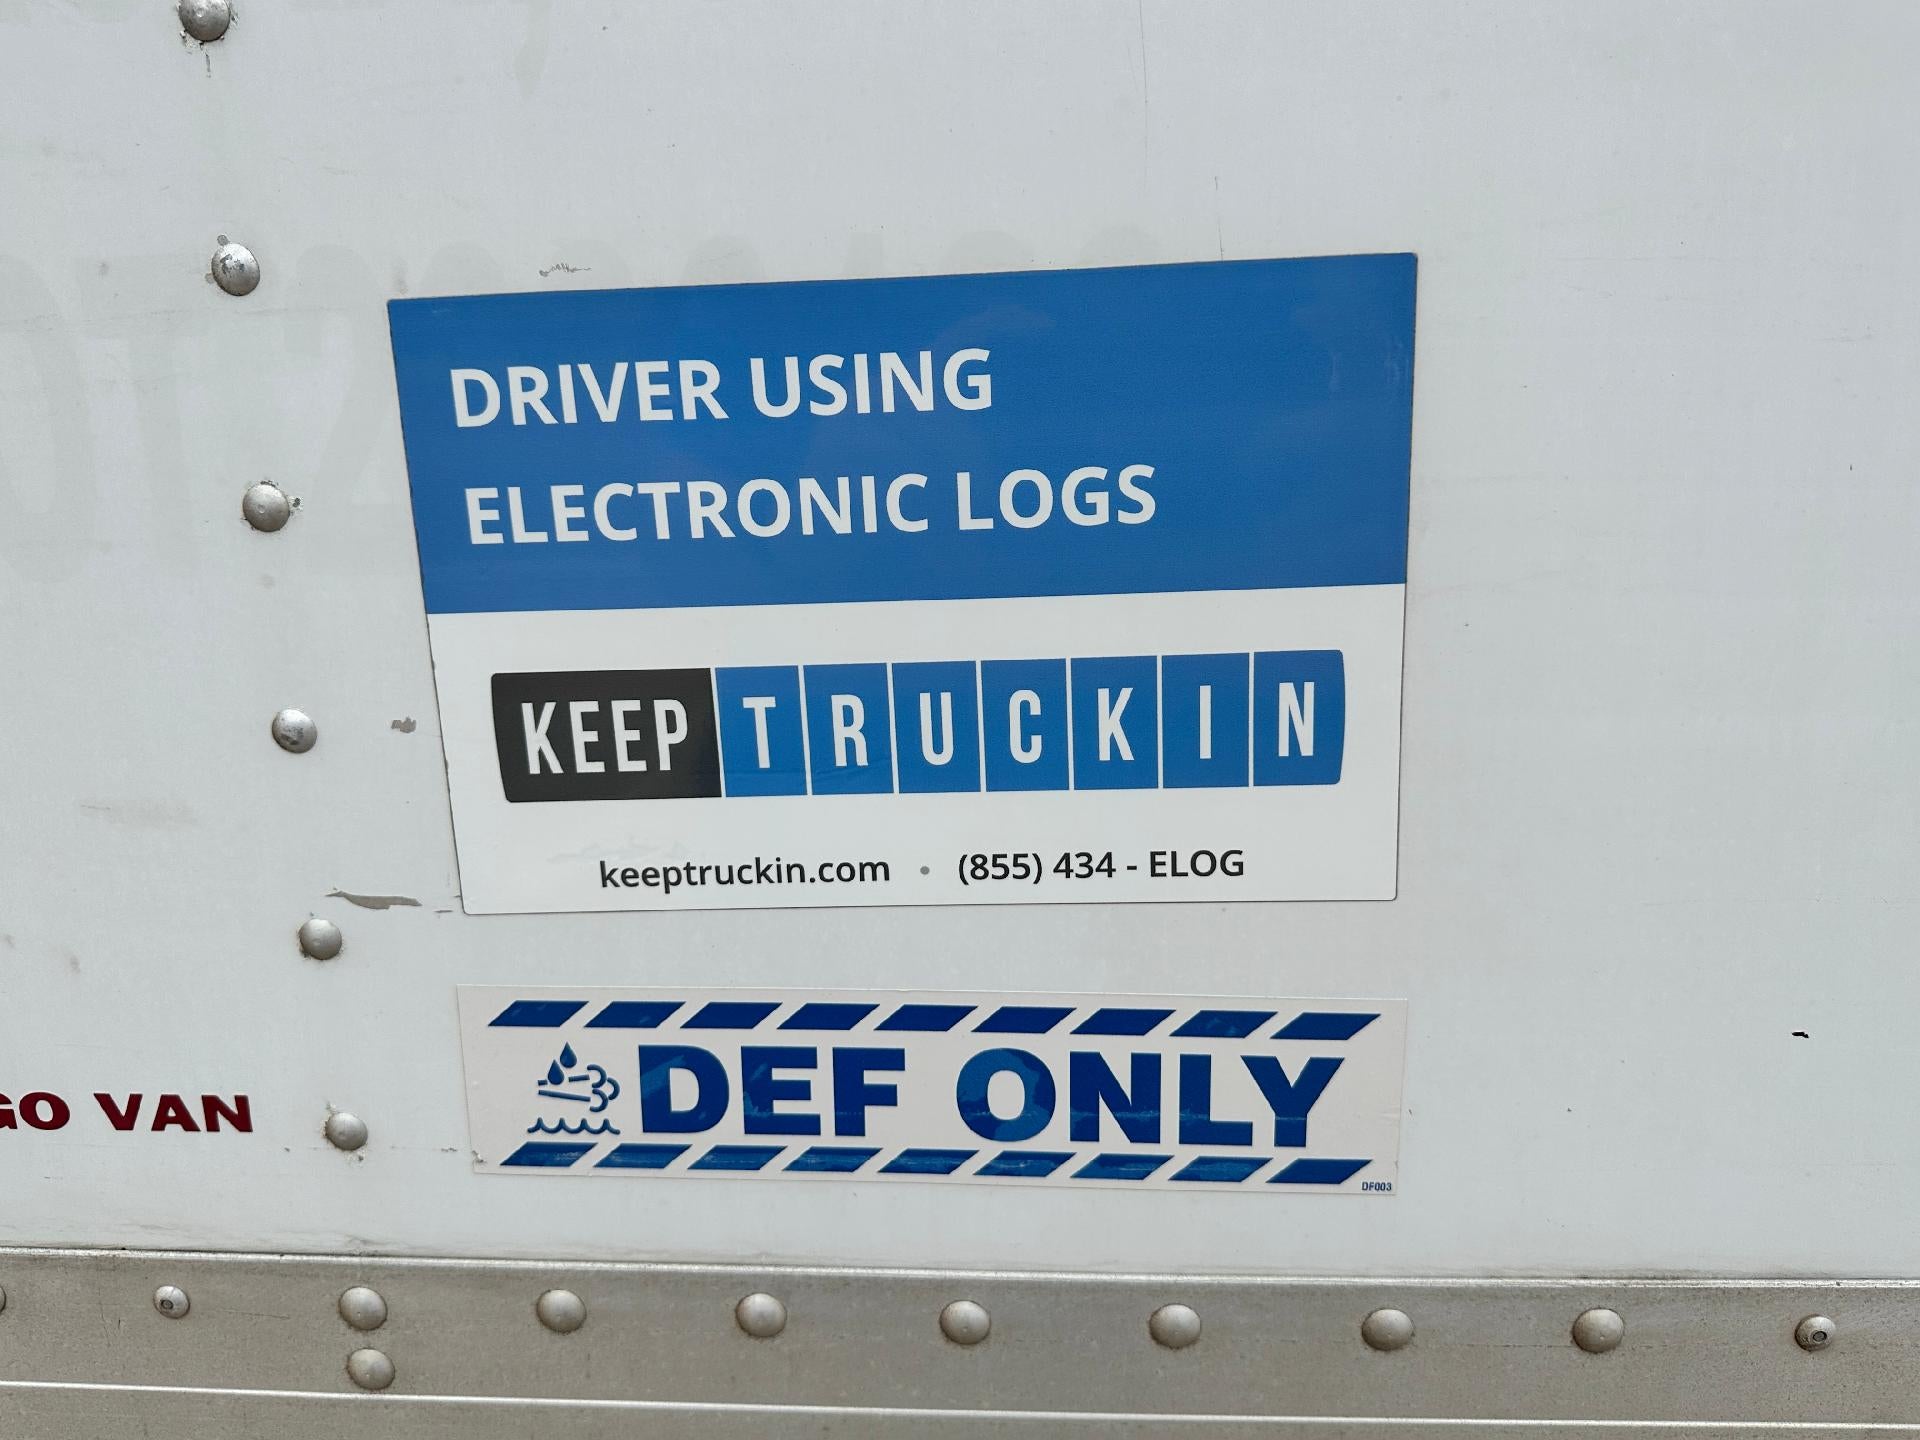 DRIVER USING
ELECTRONIC LOGS
KEEP TRUCKIN
keeptruckin.com • (855) 434 - ELOG
DEF ONLY
DF003
GO VAN